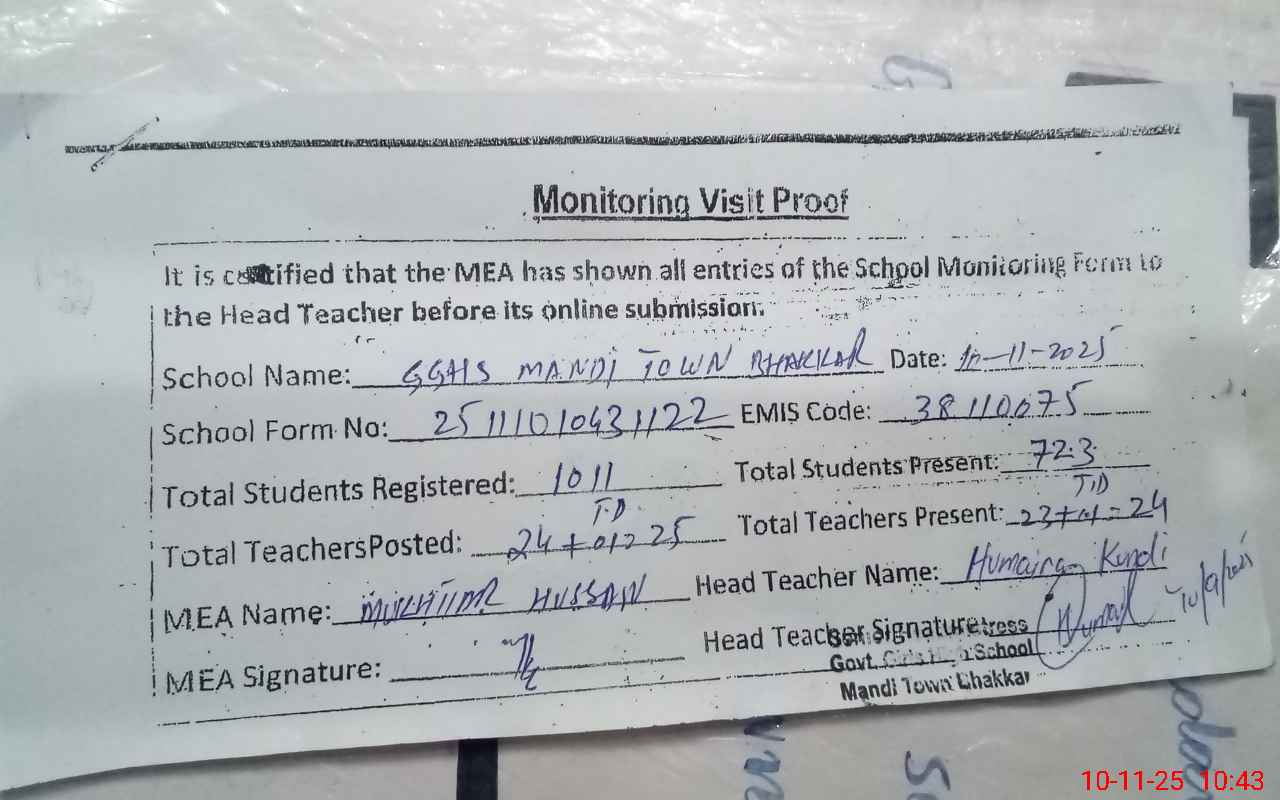 Monitoring Visit Proof
It is certified that the MEA has shown all entries of the School Monitoring Form to
the Head Teacher before its online submission.
School Name: GGHS MANDI TOWN BHAKKAR Date: 10-11-2025
School Form No: 251111010431122 EMIS Code: 38110075
Total Students Registered: 1011 Total Students Present: 723
T.D T.D
Total TeachersPosted: 24+01=25 Total Teachers Present: 23+01=24
MEA Name: MUKHTIAR HUSSAIN Head Teacher Name: Humaira Kundi
MEA Signature: Head Teacher Signature:
Govt. Girls High School
Mandi Town Bhakkar
10-11-25 10:43